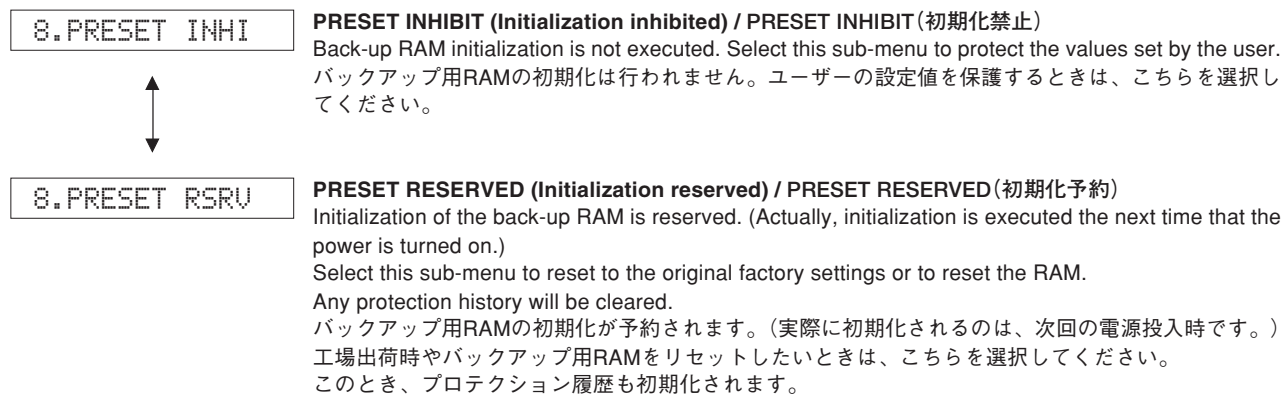 8.PRESET INHI
PRESET INHIBIT (Initialization inhibited) / PRESET INHIBIT（初期化禁止）
Back-up RAM initialization is not executed. Select this sub-menu to protect the values set by the user.
バックアップ用RAMの初期化は行われません。ユーザーの設定値を保護するときは、こちらを選択し
てください。
8.PRESET RSRV
PRESET RESERVED (Initialization reserved) / PRESET RESERVED（初期化予約）
Initialization of the back-up RAM is reserved. (Actually, initialization is executed the next time that the
power is turned on.)
Select this sub-menu to reset to the original factory settings or to reset the RAM.
Any protection history will be cleared.
バックアップ用RAMの初期化が予約されます。（実際に初期化されるのは、次回の電源投入時です。）
工場出荷時やバックアップ用RAMをリセットしたいときは、こちらを選択してください。
このとき、プロテクション履歴も初期化されます。